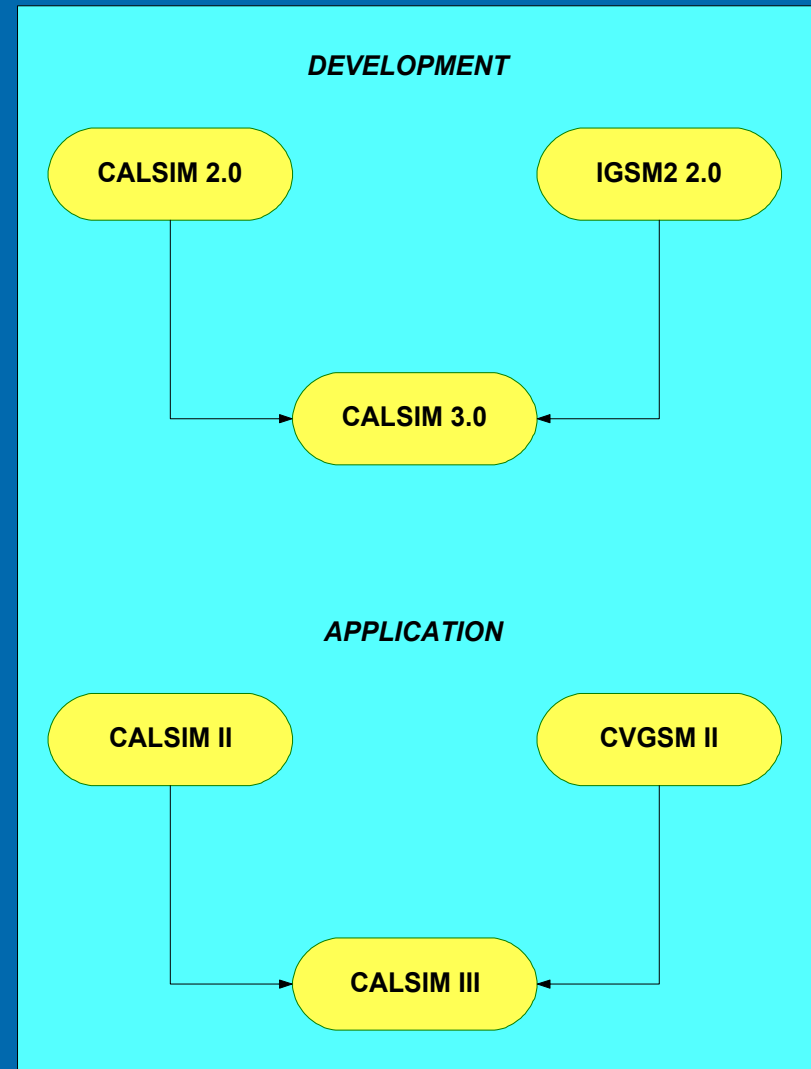 DEVELOPMENT
CALSIM 2.0
IGSM2 2.0
CALSIM 3.0
APPLICATION
CALSIM II
CVGSM II
CALSIM III